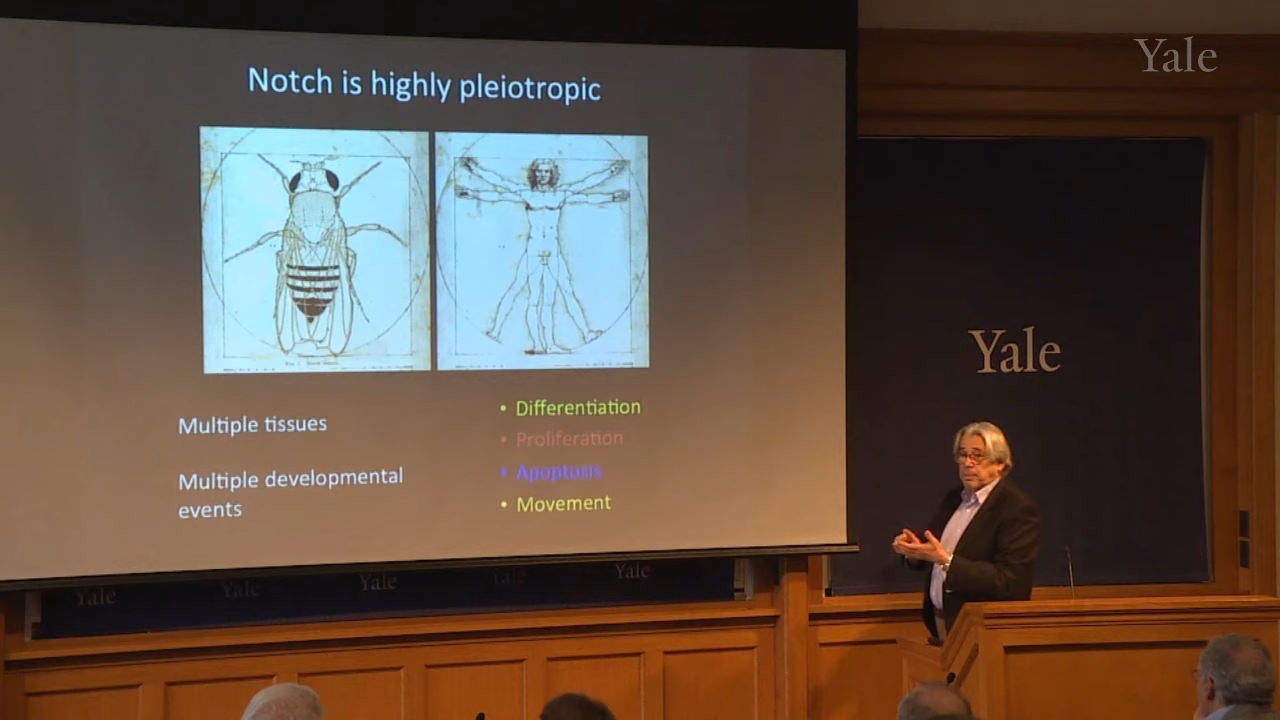 Yale
Notch is highly pleiotropic
Multiple tissues
Multiple developmental
events
• Differentiation
• Proliferation
• Apoptosis
• Movement
Yale
Yale
Yale
Yale
Yale
Yale